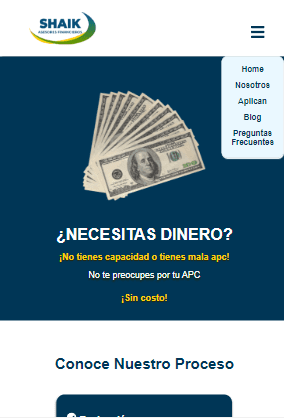 SHAIK
ASESORES FINANCIEROS
Home
Nosotros
Aplican
Blog
Preguntas
Frecuentes
¿NECESITAS DINERO?
¡No tienes capacidad o tienes mala apc!
No te preocupes por tu APC
¡Sin costo!
Conoce Nuestro Proceso